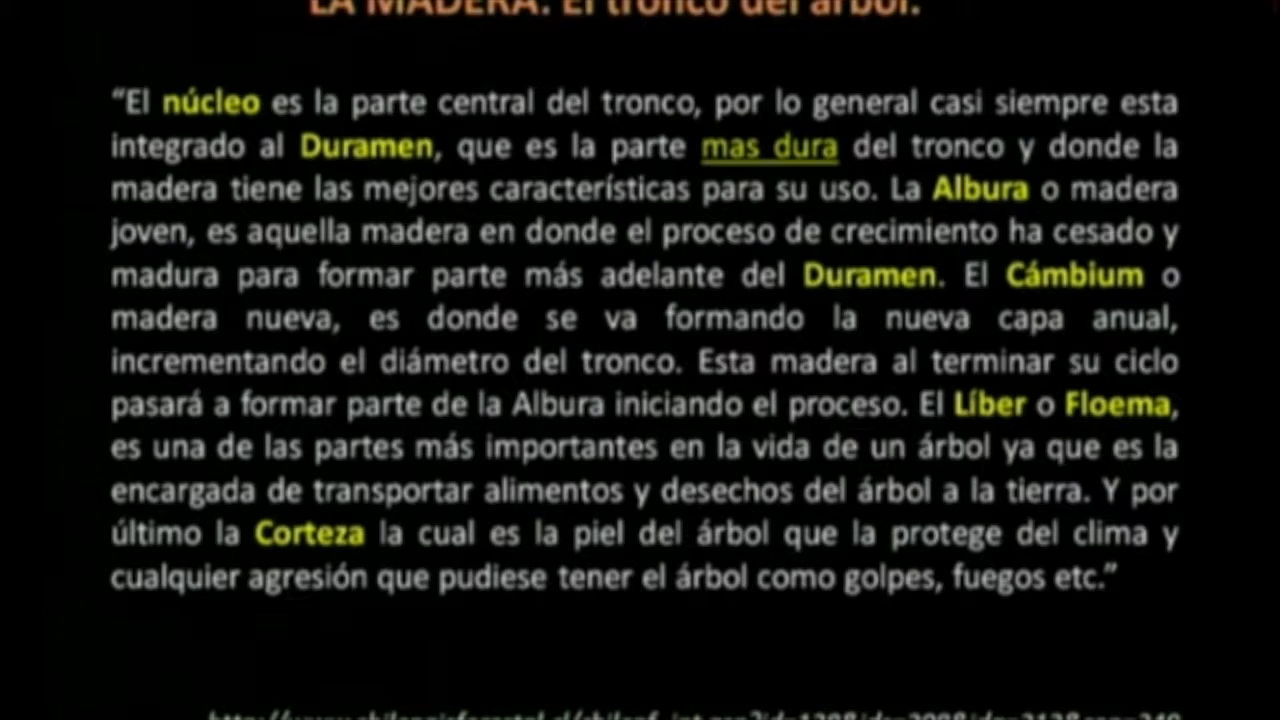 LA MADERA. El tronco del árbol.
“El núcleo es la parte central del tronco, por lo general casi siempre esta
integrado al Duramen, que es la parte mas dura del tronco y donde la
madera tiene las mejores características para su uso. La Albura o madera
joven, es aquella madera en donde el proceso de crecimiento ha cesado y
madura para formar parte más adelante del Duramen. El Cámbium o
madera nueva, es donde se va formando la nueva capa anual,
incrementando el diámetro del tronco. Esta madera al terminar su ciclo
pasará a formar parte de la Albura iniciando el proceso. El Líber o Floema,
es una de las partes más importantes en la vida de un árbol ya que es la
encargada de transportar alimentos y desechos del árbol a la tierra. Y por
último la Corteza la cual es la piel del árbol que la protege del clima y
cualquier agresión que pudiese tener el árbol como golpes, fuegos etc.”